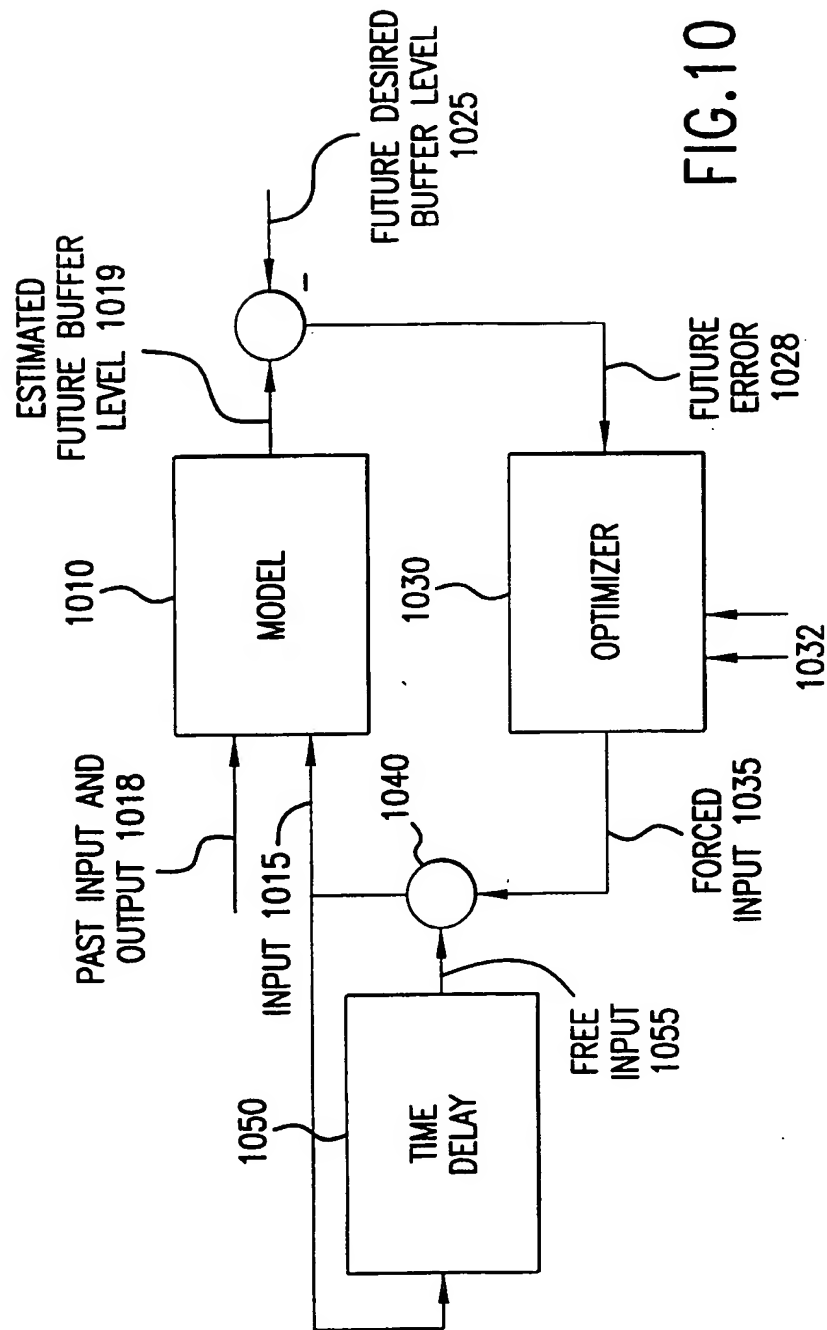 PAST INPUT AND
OUTPUT 1018
1010
MODEL
ESTIMATED
FUTURE BUFFER
LEVEL 1019
FUTURE DESIRED
BUFFER LEVEL
1025
-
INPUT 1015
1040
1050
TIME
DELAY
FREE
INPUT
1055
FORCED
INPUT 1035
1030
OPTIMIZER
1032
FUTURE
ERROR
1028
FIG.10